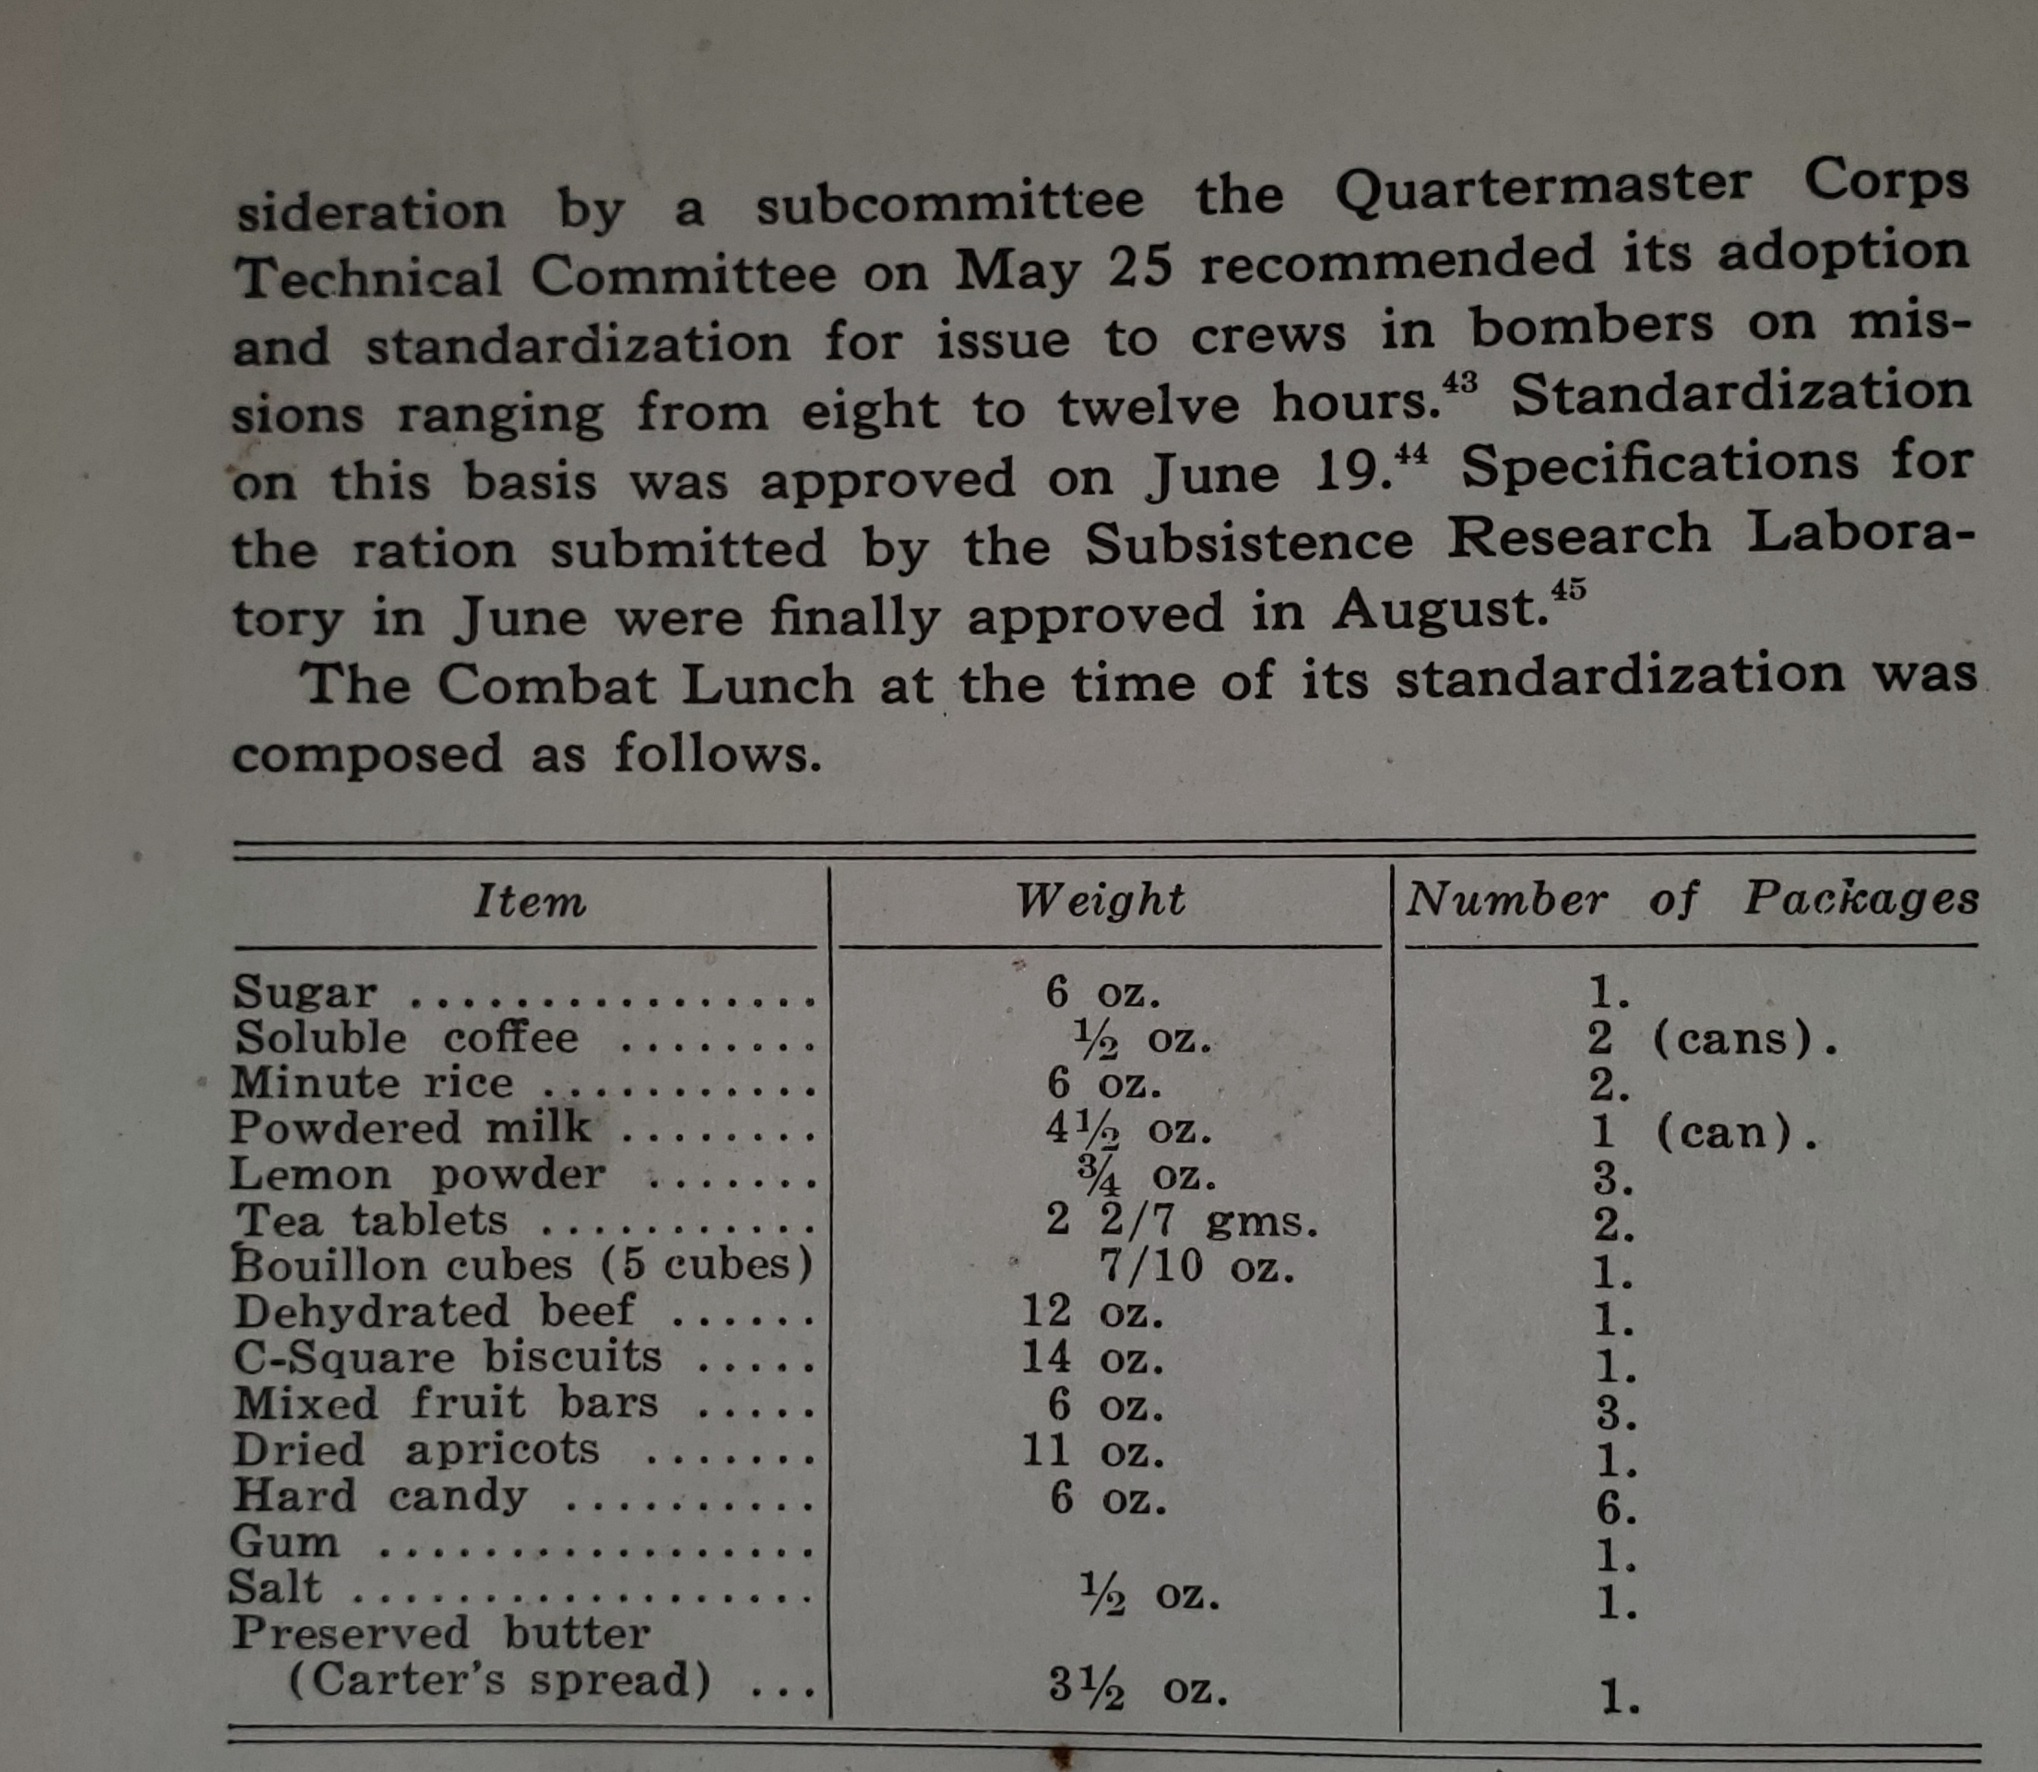 sideration by a subcommittee the Quartermaster Corps
Technical Committee on May 25 recommended its adoption
and standardization for issue to crews in bombers on mis-
sions ranging from eight to twelve hours.⁴³ Standardization
on this basis was approved on June 19.⁴⁴ Specifications for
the ration submitted by the Subsistence Research Labora-
tory in June were finally approved in August.⁴⁵
The Combat Lunch at the time of its standardization was
composed as follows.
Item Weight Number of Packages
Sugar ................ 6 oz. 1.
Soluble coffee ........ ½ oz. 2 (cans).
Minute rice ........... 6 oz. 2.
Powdered milk ........ 4½ oz. 1 (can).
Lemon powder ....... ¾ oz. 3.
Tea tablets ........... 2 2/7 gms. 2.
Bouillon cubes (5 cubes) 7/10 oz. 1.
Dehydrated beef ...... 12 oz. 1.
C-Square biscuits ..... 14 oz. 1.
Mixed fruit bars ..... 6 oz. 3.
Dried apricots ....... 11 oz. 1.
Hard candy .......... 6 oz. 6.
Gum ................. 1.
Salt .................. ½ oz. 1.
Preserved butter
(Carter's spread) ... 3½ oz. 1.